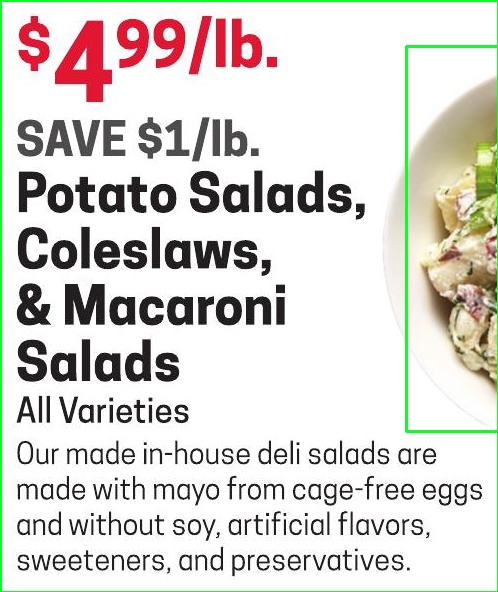 $4.99/lb.
SAVE $1/lb.
Potato Salads,
Coleslaws,
& Macaroni
Salads
All Varieties
Our made in-house deli salads are
made with mayo from cage-free eggs
and without soy, artificial flavors,
sweeteners, and preservatives.